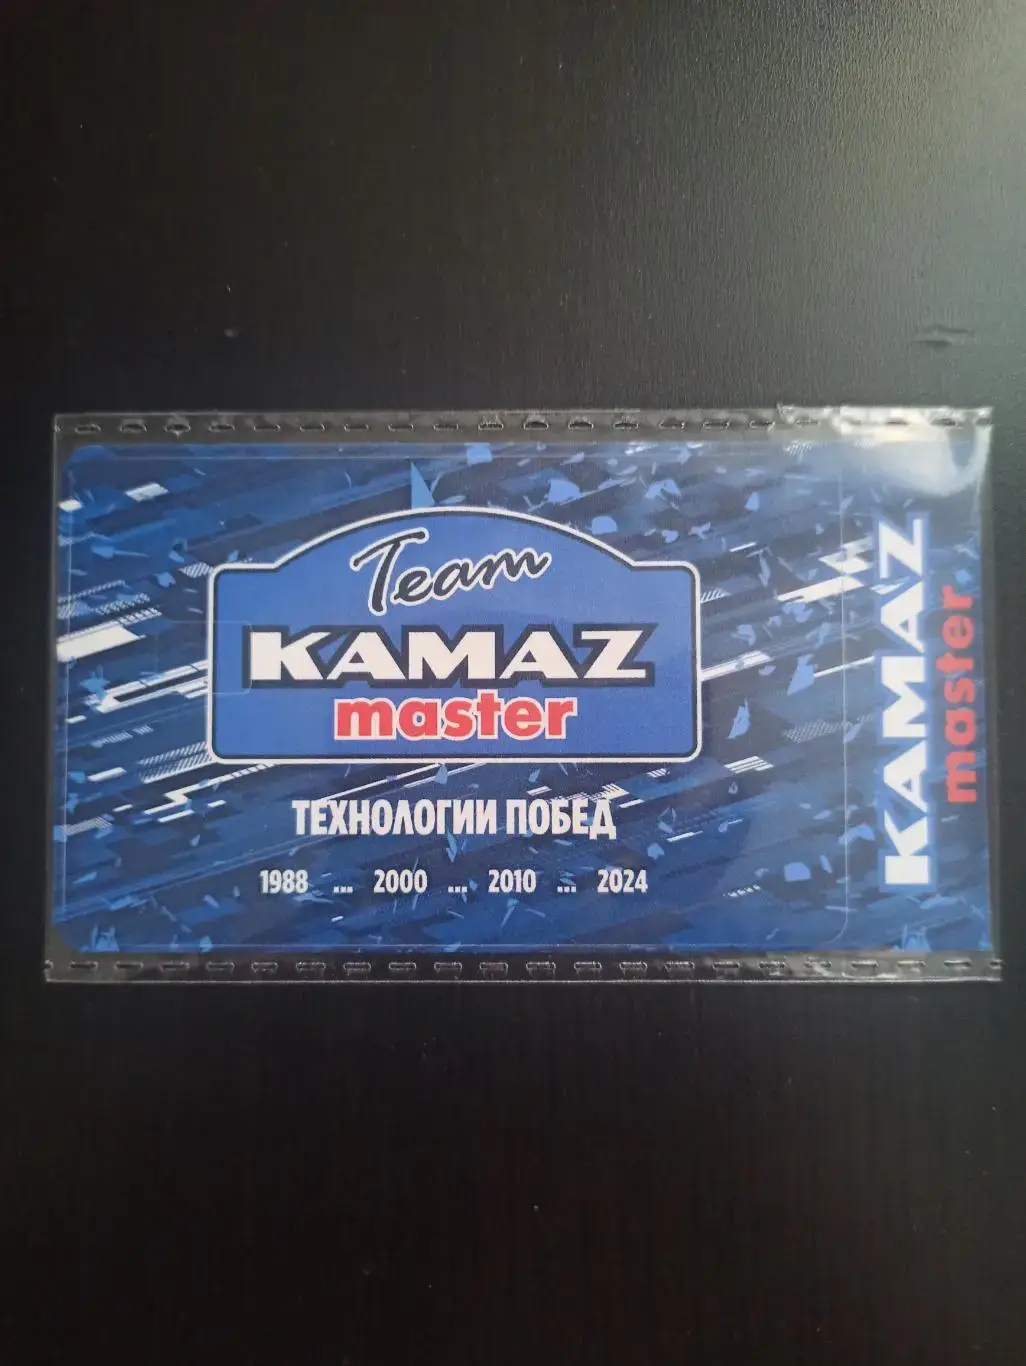 Team
KAMAZ
master
ТЕХНОЛОГИИ ПОБЕД
1988 ... 2000 ... 2010 ... 2024
KAMAZ
master